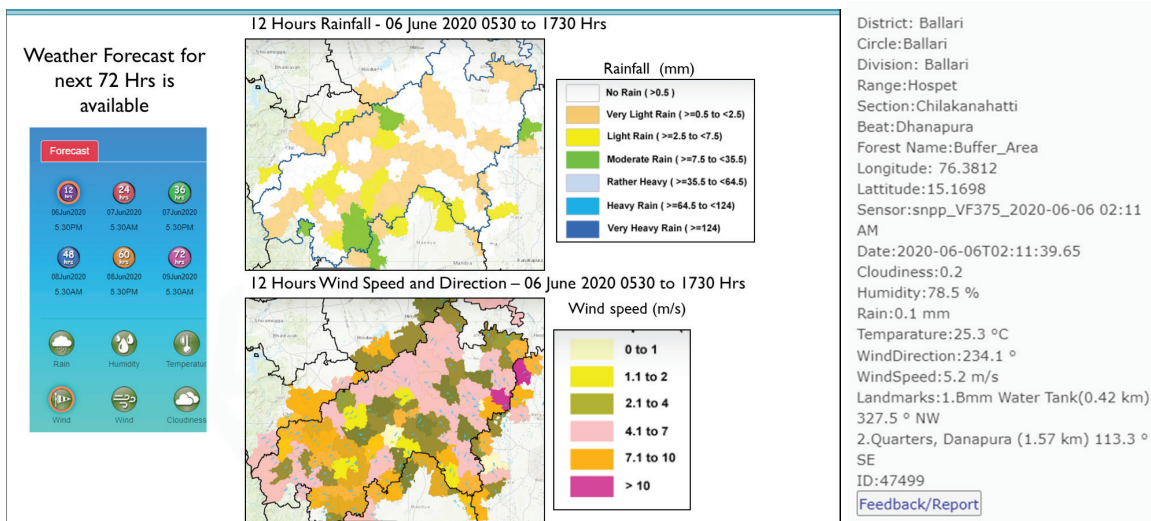 12 Hours Rainfall - 06 June 2020 0530 to 1730 Hrs
Weather Forecast for
next 72 Hrs is
available
Forecast
12
hrs
24
hrs
36
hrs
06Jun2020
07Jun2020
07Jun2020
5.30PM
5.30AM
5.30PM
48
hrs
60
hrs
72
hrs
08Jun2020
08Jun2020
09Jun2020
5.30AM
5.30PM
5.30AM
Rain
Humidity
Temperatur
Wind
Wind
Cloudiness
Rainfall (mm)
No Rain ( >0.5 )
Very Light Rain ( >=0.5 to <2.5)
Light Rain ( >=2.5 to <7.5)
Moderate Rain ( >=7.5 to <35.5)
Rather Heavy ( >=35.5 to <64.5)
Heavy Rain ( >=64.5 to <124)
Very Heavy Rain ( >=124)
12 Hours Wind Speed and Direction – 06 June 2020 0530 to 1730 Hrs
Wind speed (m/s)
0 to 1
1.1 to 2
2.1 to 4
4.1 to 7
7.1 to 10
> 10
District: Ballari
Circle:Ballari
Division: Ballari
Range:Hospet
Section:Chilakanahatti
Beat:Dhanapura
Forest Name:Buffer_Area
Longitude: 76.3812
Lattitude:15.1698
Sensor:snpp_VF375_2020-06-06 02:11
AM
Date:2020-06-06T02:11:39.65
Cloudiness:0.2
Humidity:78.5 %
Rain:0.1 mm
Temparature:25.3 °C
WindDirection:234.1 °
WindSpeed:5.2 m/s
Landmarks:1.Bmm Water Tank(0.42 km)
327.5 ° NW
2.Quarters, Danapura (1.57 km) 113.3 °
SE
ID:47499
Feedback/Report